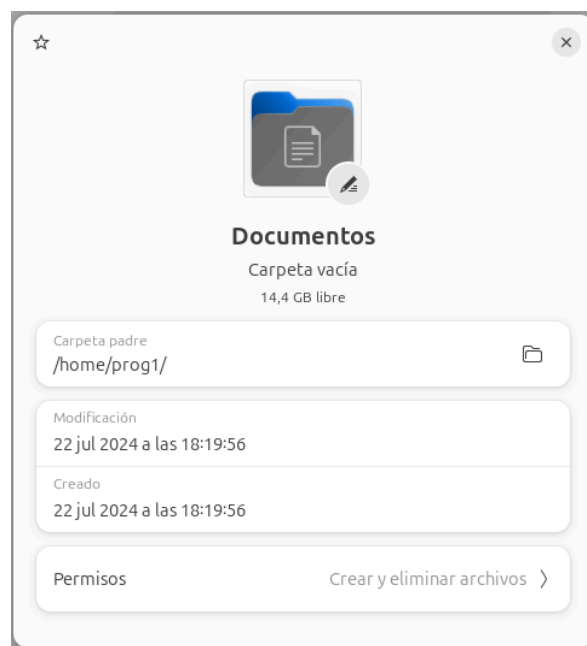 Documentos
Carpeta vacía
14,4 GB libre
Carpeta padre
/home/prog1/
Modificación
22 jul 2024 a las 18:19:56
Creado
22 jul 2024 a las 18:19:56
Permisos Crear y eliminar archivos